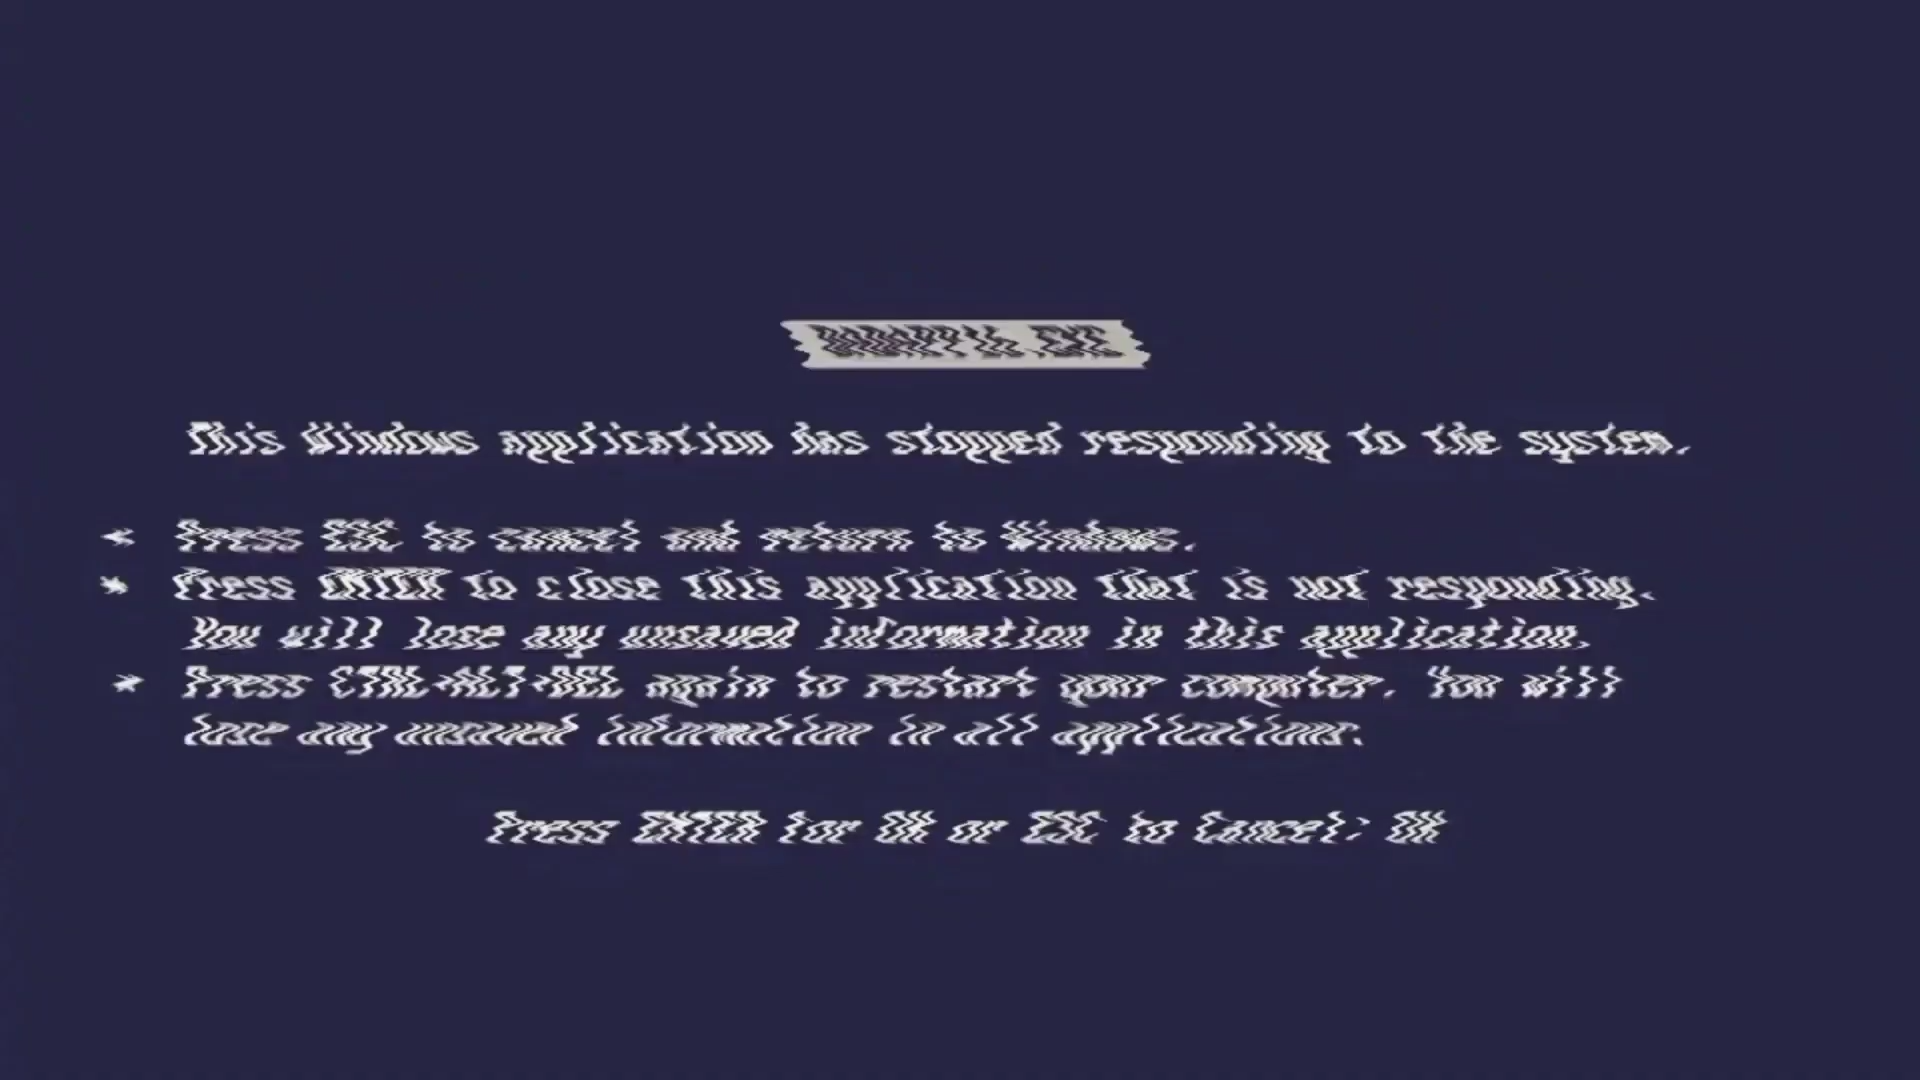 This Windows application has stopped responding to the system.
* Press ESC to cancel and return to Windows.
* Press ENTER to close this application that is not responding.
You will lose any unsaved information in this application.
* Press CTRL+ALT+DEL again to restart your computer. You will
lose any unsaved information in all applications.
Press ENTER for OK or ESC to Cancel: OK